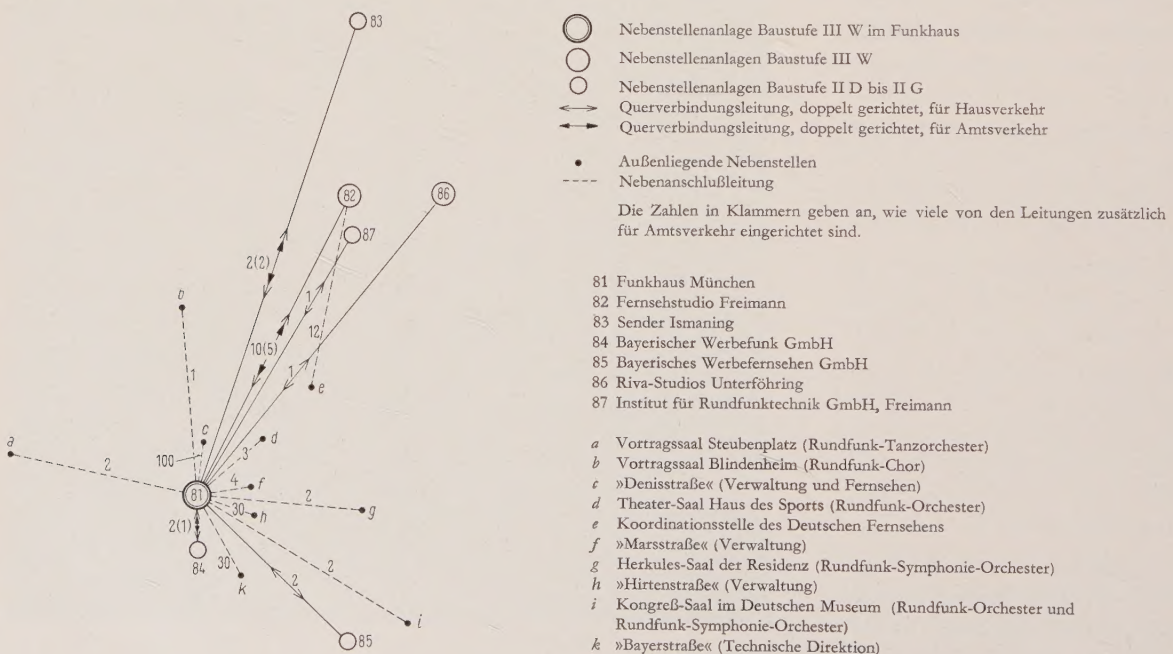 83
82
86
87
2(2)
1
b
12
10(5)
1
e
1
c
d
a
3
100
2
4
f
81
2
30
g
h
2(1)
30
2
84
k
2
i
85
Nebenstellenanlage Baustufe III W im Funkhaus
Nebenstellenanlagen Baustufe III W
Nebenstellenanlagen Baustufe II D bis II G
Querverbindungsleitung, doppelt gerichtet, für Hausverkehr
Querverbindungsleitung, doppelt gerichtet, für Amtsverkehr
Außenliegende Nebenstellen
Nebenanschlußleitung
Die Zahlen in Klammern geben an, wie viele von den Leitungen zusätzlich
für Amtsverkehr eingerichtet sind.
81 Funkhaus München
82 Fernsehstudio Freimann
83 Sender Ismaning
84 Bayerischer Werbefunk GmbH
85 Bayerisches Werbefernsehen GmbH
86 Riva-Studios Unterföhring
87 Institut für Rundfunktechnik GmbH, Freimann
a Vortragssaal Steubenplatz (Rundfunk-Tanzorchester)
b Vortragssaal Blindenheim (Rundfunk-Chor)
c »Denisstraße« (Verwaltung und Fernsehen)
d Theater-Saal Haus des Sports (Rundfunk-Orchester)
e Koordinationsstelle des Deutschen Fernsehens
f »Marsstraße« (Verwaltung)
g Herkules-Saal der Residenz (Rundfunk-Symphonie-Orchester)
h »Hirtenstraße« (Verwaltung)
i Kongreß-Saal im Deutschen Museum (Rundfunk-Orchester und
Rundfunk-Symphonie-Orchester)
k »Bayerstraße« (Technische Direktion)